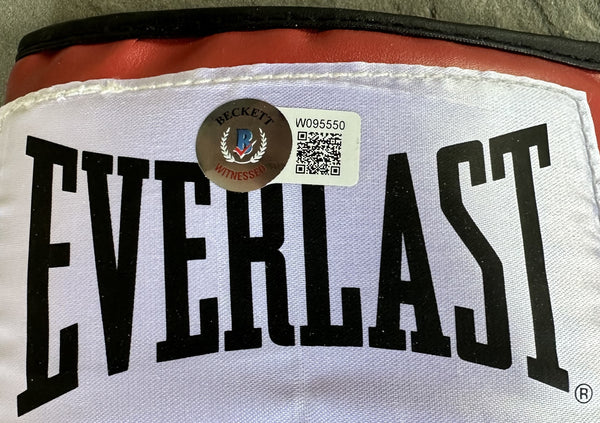 BECKETT
B
WITNESSED
W095550
EVERLAST
®